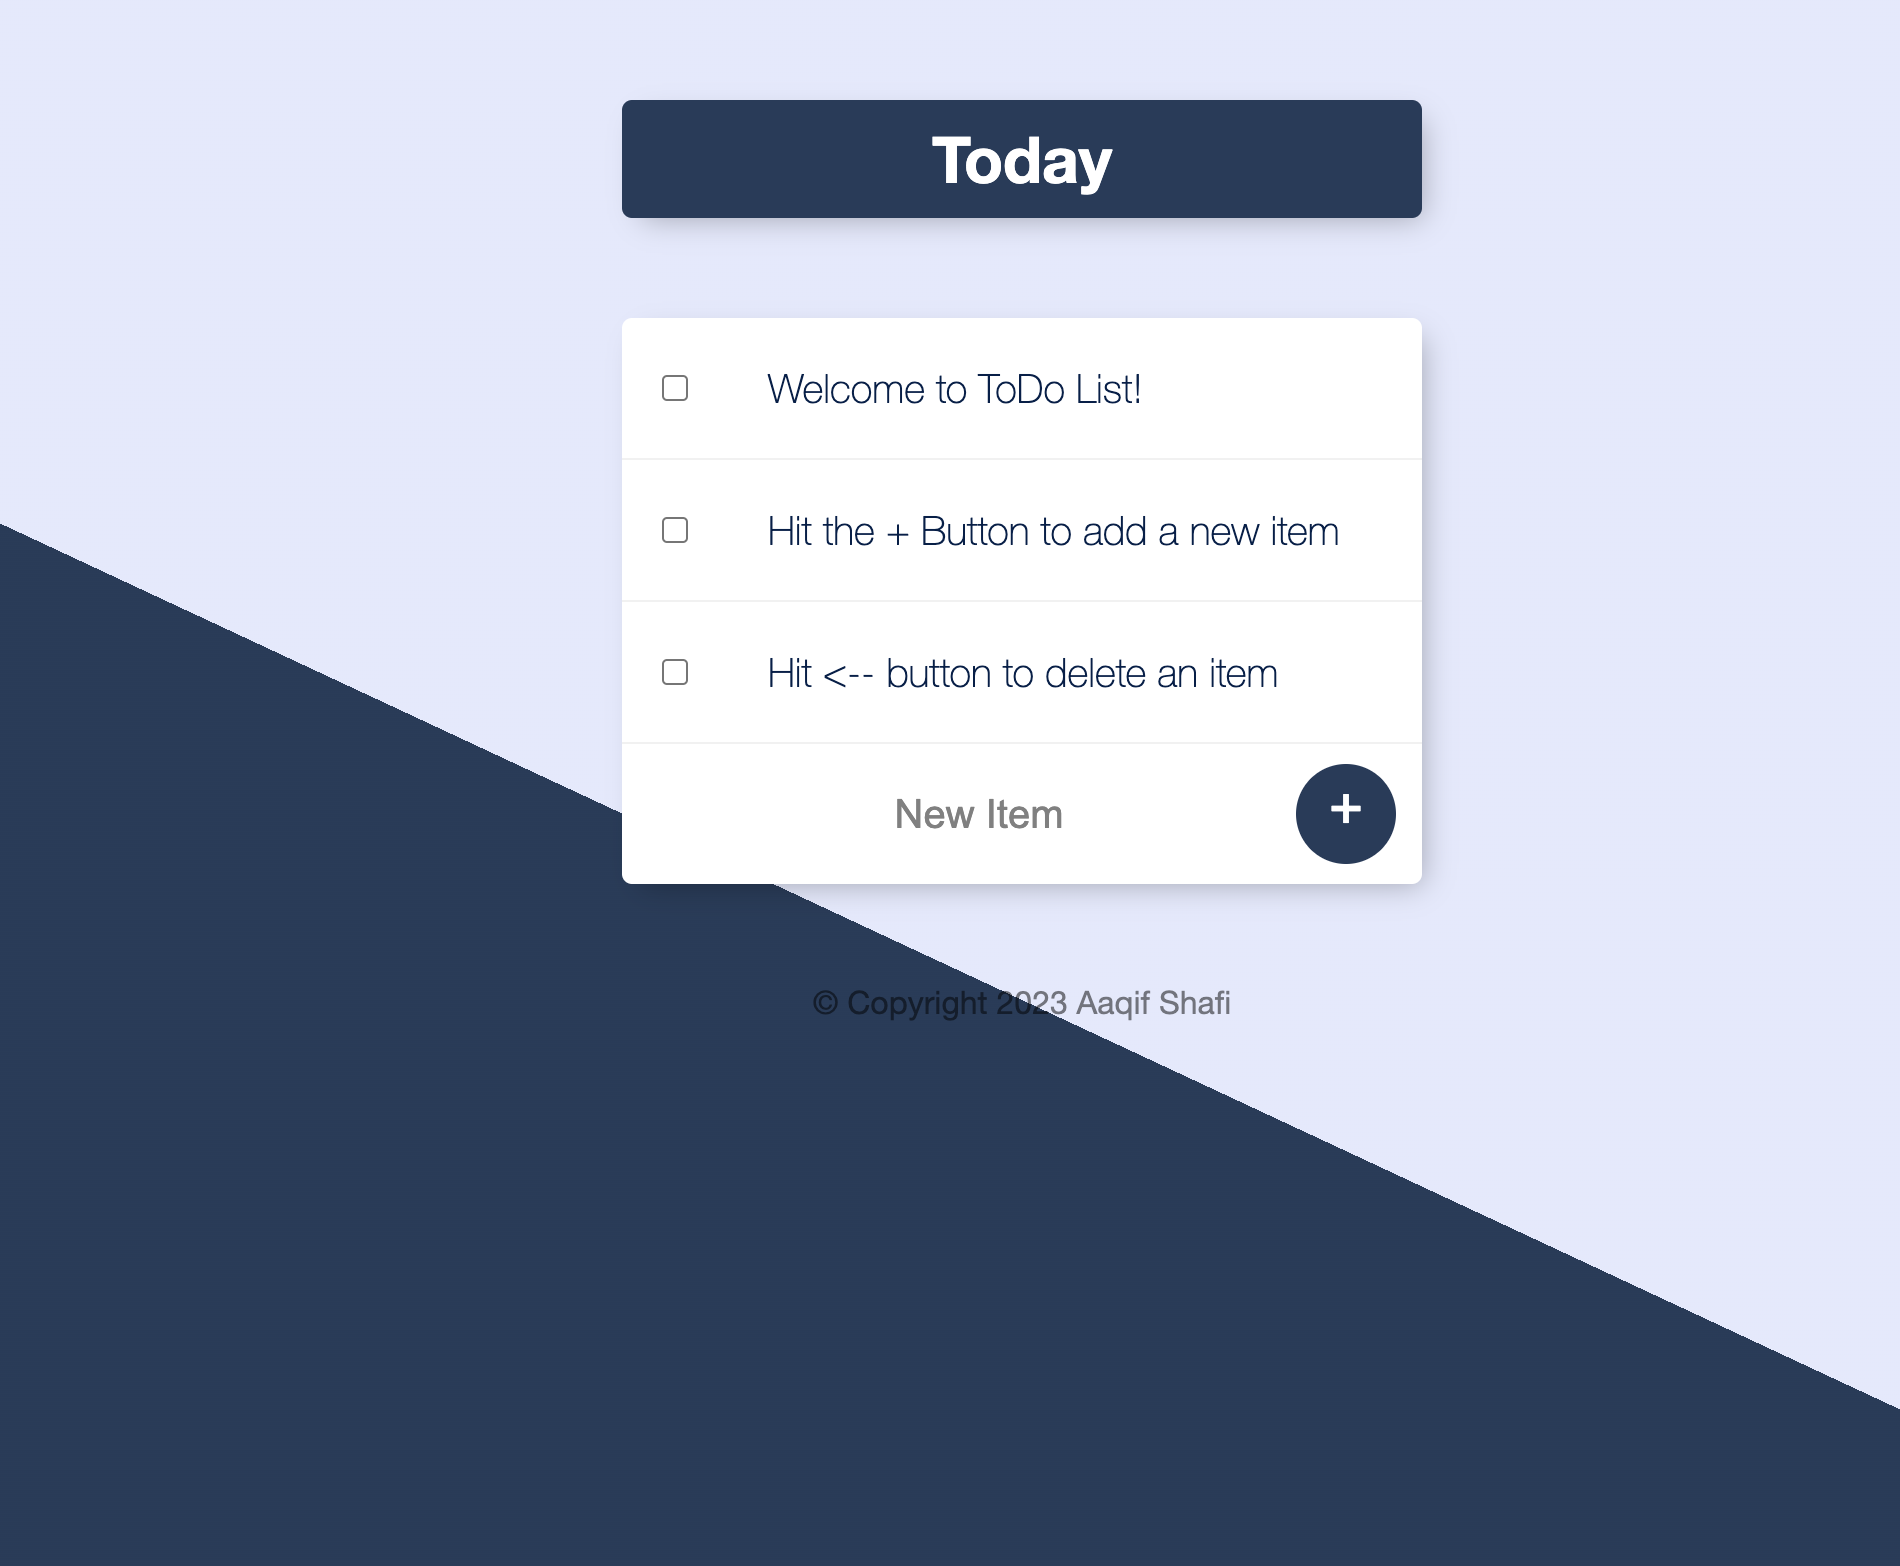 Today
Welcome to ToDo List!
Hit the + Button to add a new item
Hit <-- button to delete an item
New Item
+
© Copyright 2023 Aaqif Shafi